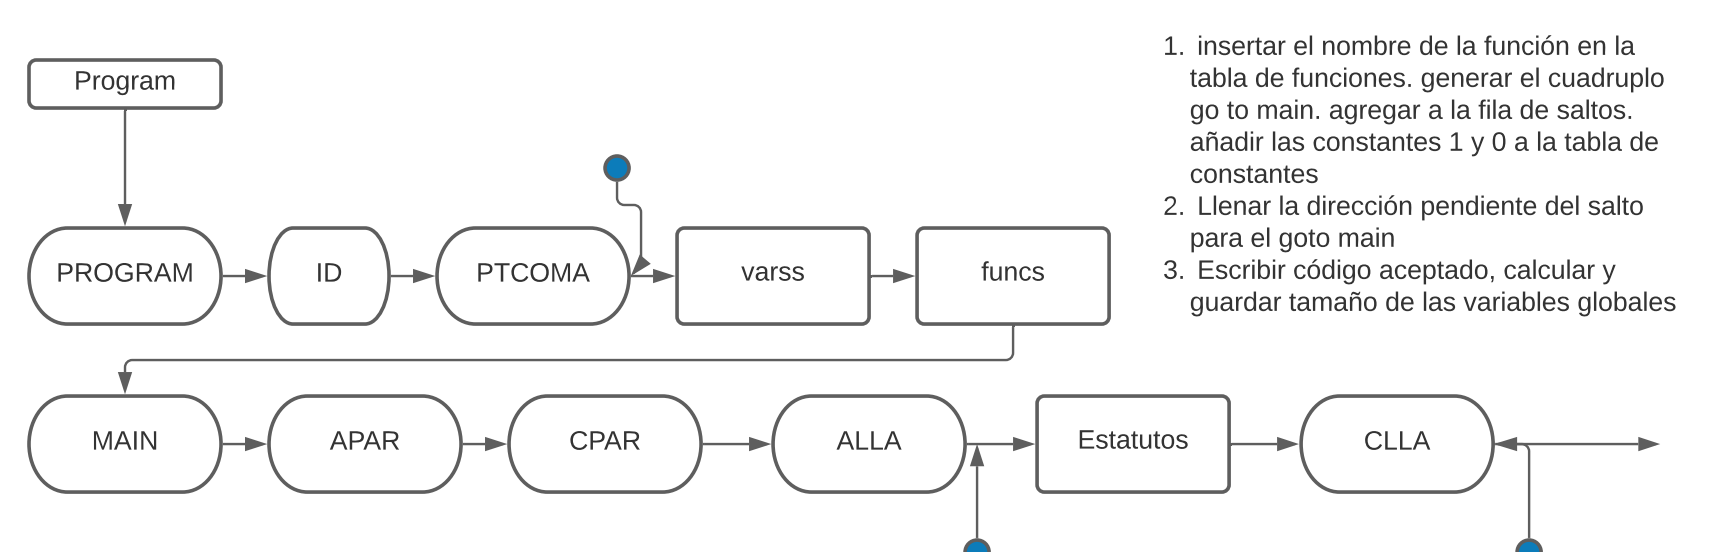 Program
1. insertar el nombre de la función en la
tabla de funciones. generar el cuadruplo
go to main. agregar a la fila de saltos.
añadir las constantes 1 y 0 a la tabla de
constantes
2. Llenar la dirección pendiente del salto
para el goto main
3. Escribir código aceptado, calcular y
guardar tamaño de las variables globales
PROGRAM
ID
PTCOMA
varss
funcs
MAIN
APAR
CPAR
ALLA
Estatutos
CLLA